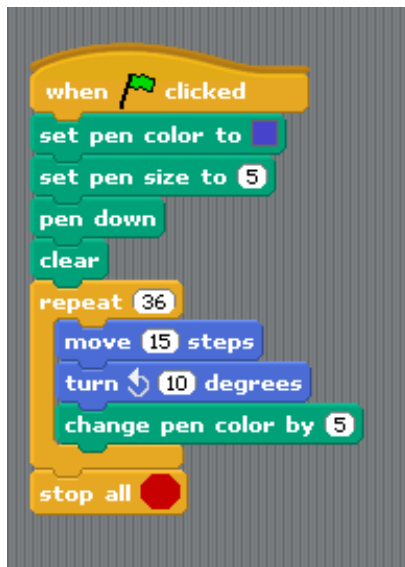 when clicked
set pen color to
set pen size to 5
pen down
clear
repeat 36
move 15 steps
turn 10 degrees
change pen color by 5
stop all